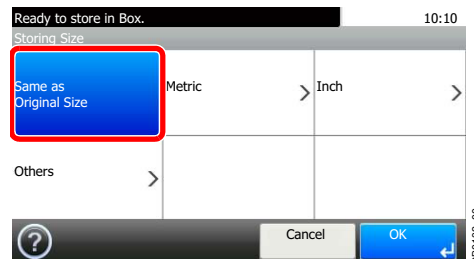 Ready to store in Box.
10:10
Storing Size
Same as
Original Size
Metric
Inch
Others
?
Cancel
OK